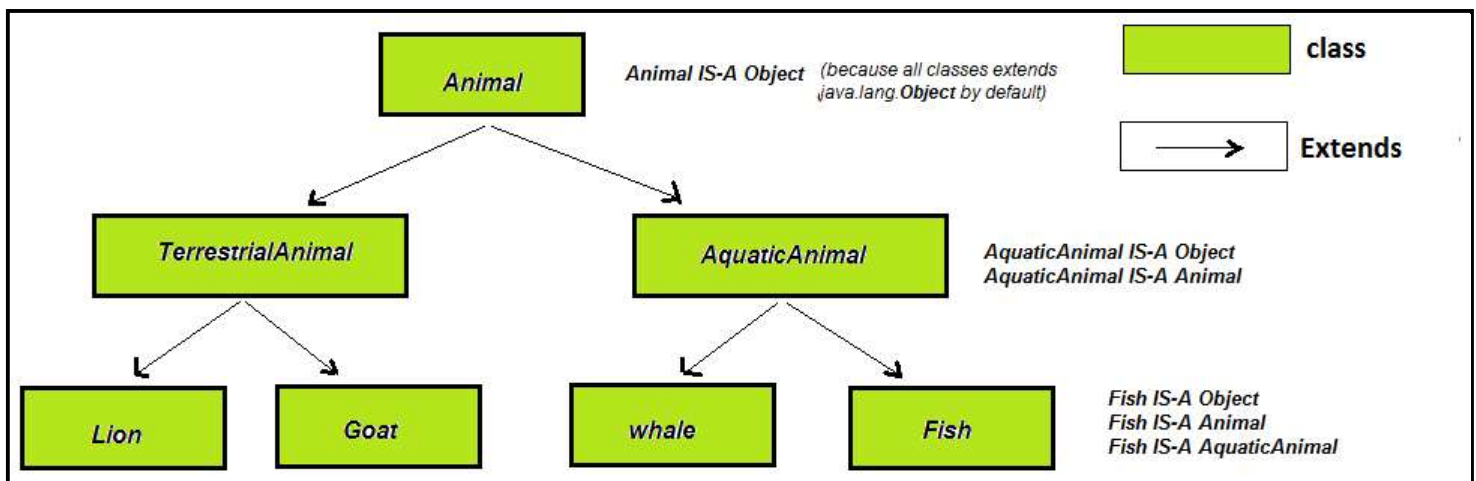 class
Animal
Animal IS-A Object (because all classes extends
java.lang.Object by default)
Extends
TerrestrialAnimal
AquaticAnimal
AquaticAnimal IS-A Object
AquaticAnimal IS-A Animal
Lion
Goat
whale
Fish
Fish IS-A Object
Fish IS-A Animal
Fish IS-A AquaticAnimal